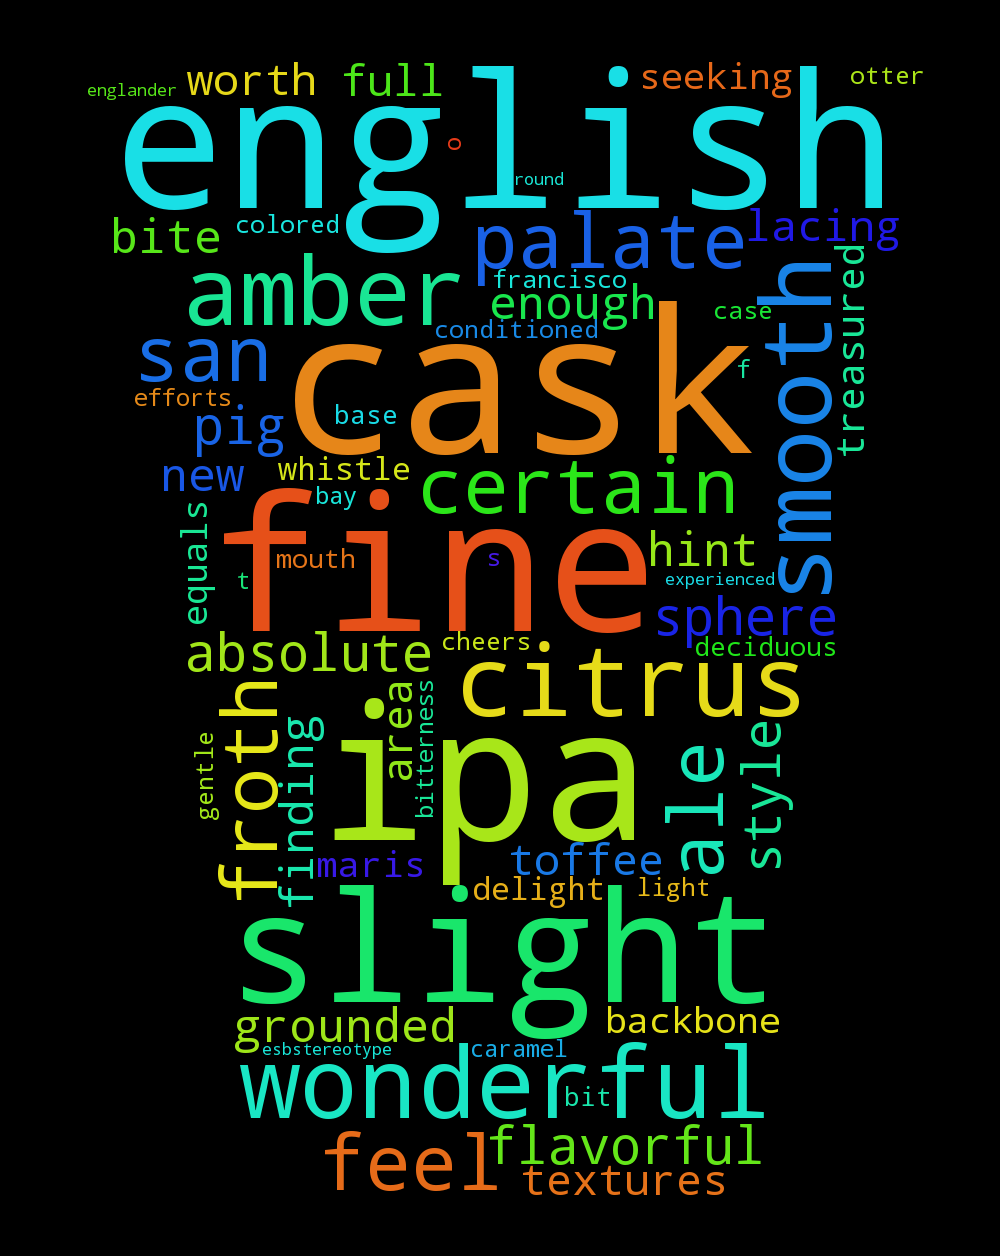 worth full seeking otter
englander
english
o
round
bite colored palate lacing
amber francisco smooth treasured
enough case
san conditioned
cask f
efforts base
pig
new whistle certain
bay
fine
equals mouth s hint
t experienced
sphere
absolute cheers deciduous
citrus
froth finding area bitterness
ipa ale style
gentle
maris toffee
delight light
slight
grounded backbone
esbstereotype caramel
wonderful
bit
feel flavorful
textures